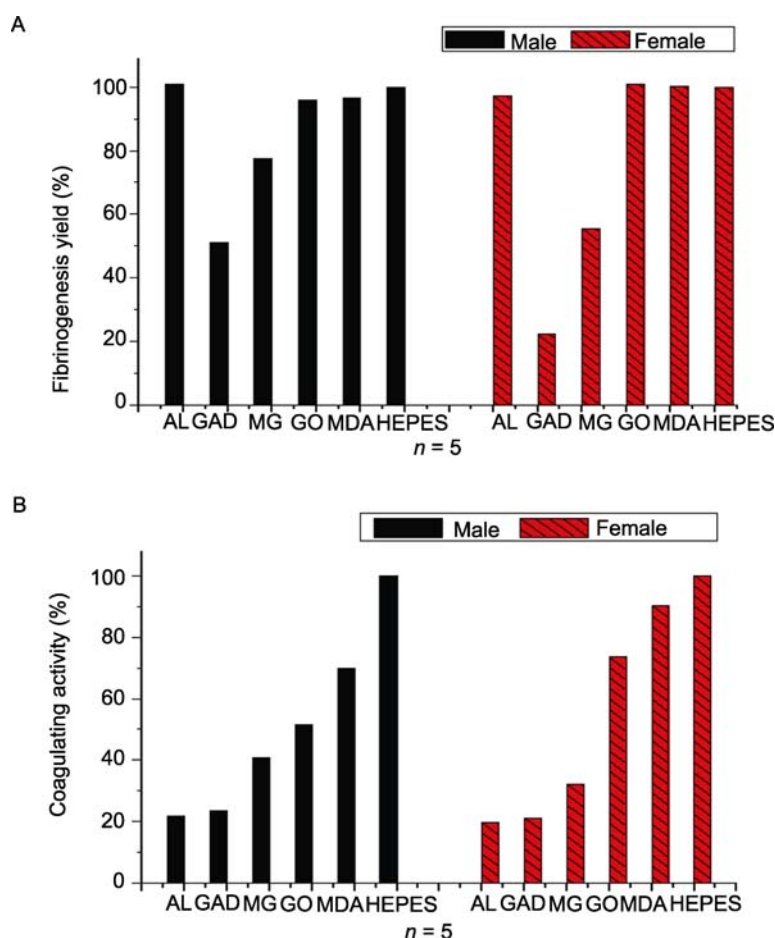 A
Male Female
Fibrinogenesis yield (%)
100
80
60
40
20
0
AL GAD MG GO MDA HEPES AL GAD MG GO MDA HEPES
n = 5
B
Male Female
Coagulating activity (%)
100
80
60
40
20
0
AL GAD MG GO MDA HEPES AL GAD MG GO MDA HEPES
n = 5